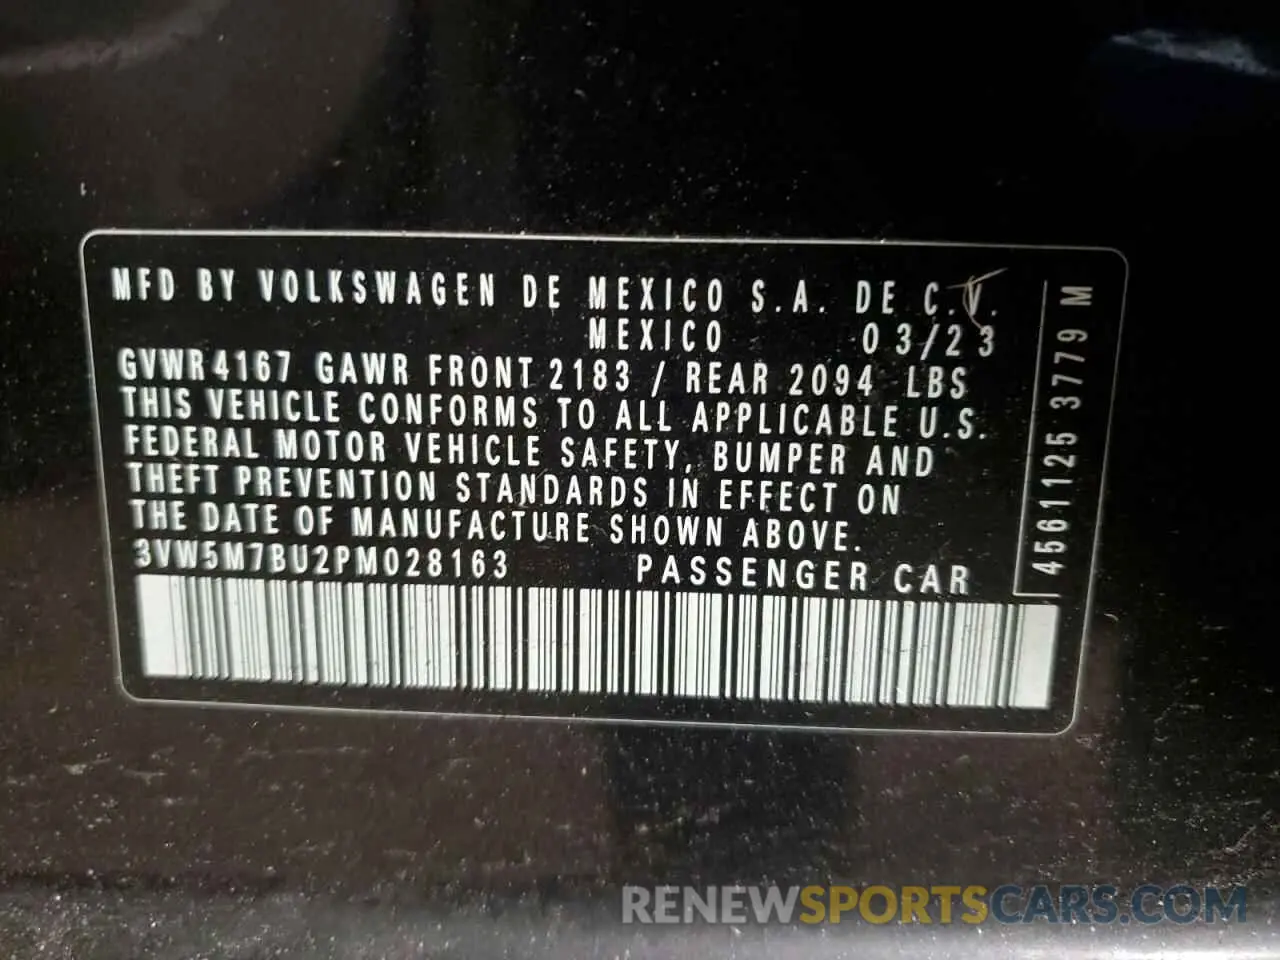 MFD BY VOLKSWAGEN DE MEXICO S.A. DE C.V.
MEXICO 03/23
GVWR 4167 GAWR FRONT 2183 / REAR 2094 LBS
THIS VEHICLE CONFORMS TO ALL APPLICABLE U.S.
FEDERAL MOTOR VEHICLE SAFETY, BUMPER AND
THEFT PREVENTION STANDARDS IN EFFECT ON
THE DATE OF MANUFACTURE SHOWN ABOVE.
3VW5M7BU2PM028163 PASSENGER CAR
4561125 3779 M
RENEWSPORTSCARS.COM